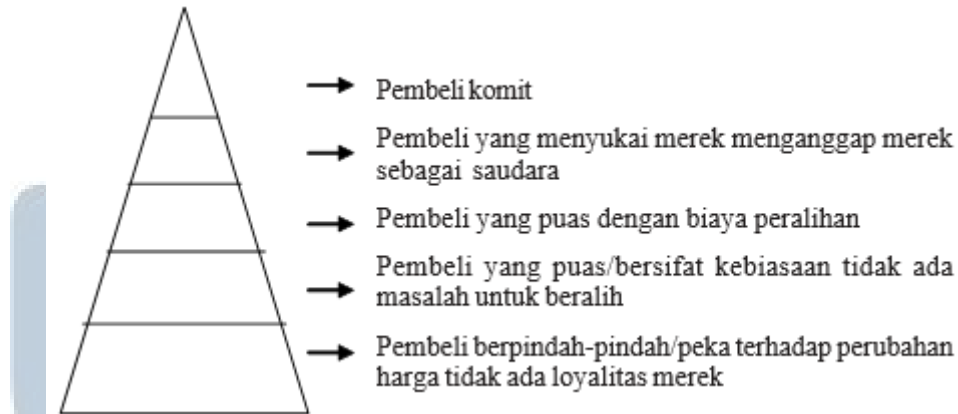 Pembeli komit
Pembeli yang menyukai merek menganggap merek
sebagai saudara
Pembeli yang puas dengan biaya peralihan
Pembeli yang puas/bersifat kebiasaan tidak ada
masalah untuk beralih
Pembeli berpindah-pindah/peka terhadap perubahan
harga tidak ada loyalitas merek